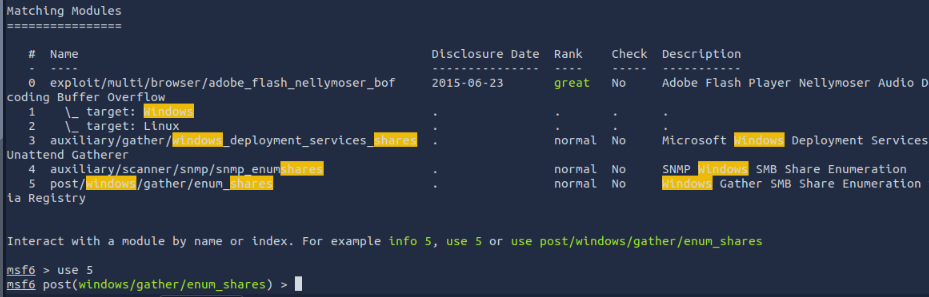 Matching Modules
================
#  Name                                                 Disclosure Date  Rank    Check  Description
-  ----                                                 ---------------  ----    -----  -----------
0  exploit/multi/browser/adobe_flash_nellymoser_bof     2015-06-23       great   No     Adobe Flash Player Nellymoser Audio D
coding Buffer Overflow
1    \_ target: Windows                                 .                .       .      .
2    \_ target: Linux                                   .                .       .      .
3  auxiliary/gather/windows_deployment_services_shares  .                normal  No     Microsoft Windows Deployment Services
Unattend Gatherer
4  auxiliary/scanner/snmp/snmp_enumshares               .                normal  No     SNMP Windows SMB Share Enumeration
5  post/windows/gather/enum_shares                      .                normal  No     Windows Gather SMB Share Enumeration
ia Registry
Interact with a module by name or index. For example info 5, use 5 or use post/windows/gather/enum_shares
msf6 > use 5
msf6 post(windows/gather/enum_shares) >